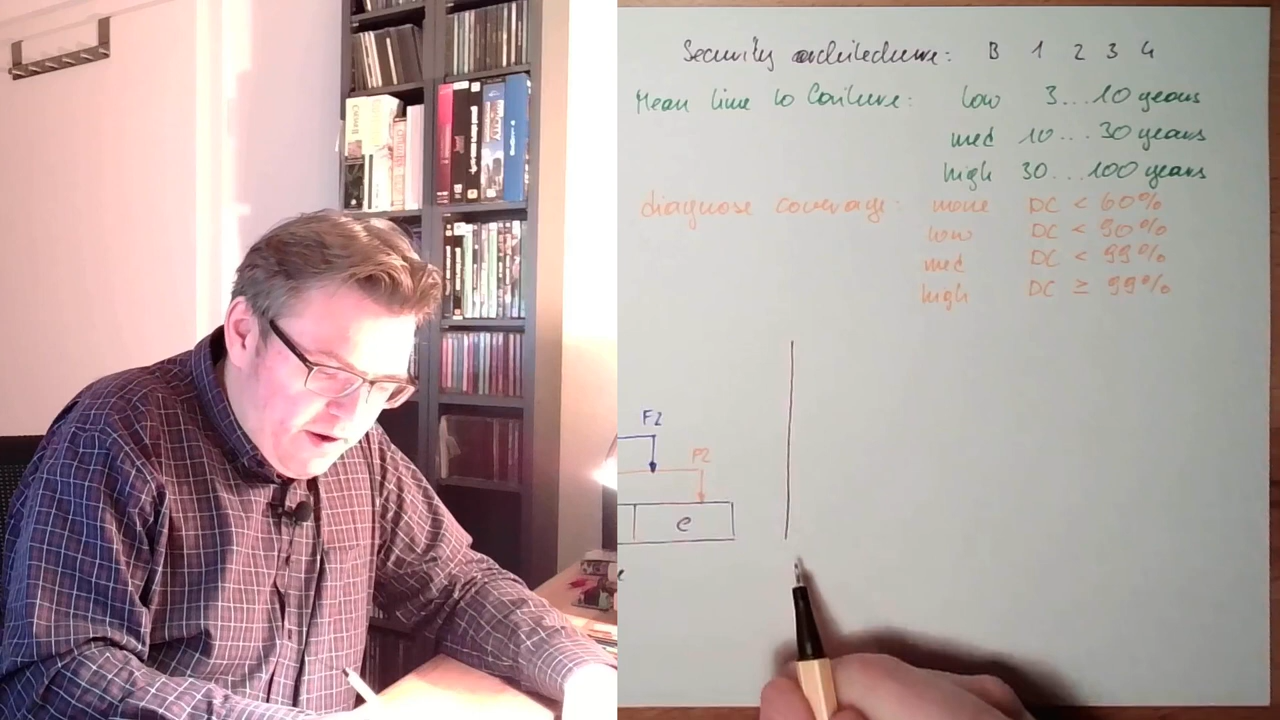 Security architecture: B 1 2 3 4
Mean time to failure: low 3...10 years
med 10...30 years
high 30...100 years
diagnose coverage: none DC < 60%
low DC < 90%
med DC < 99%
high DC ≥ 99%
F2
P2
e